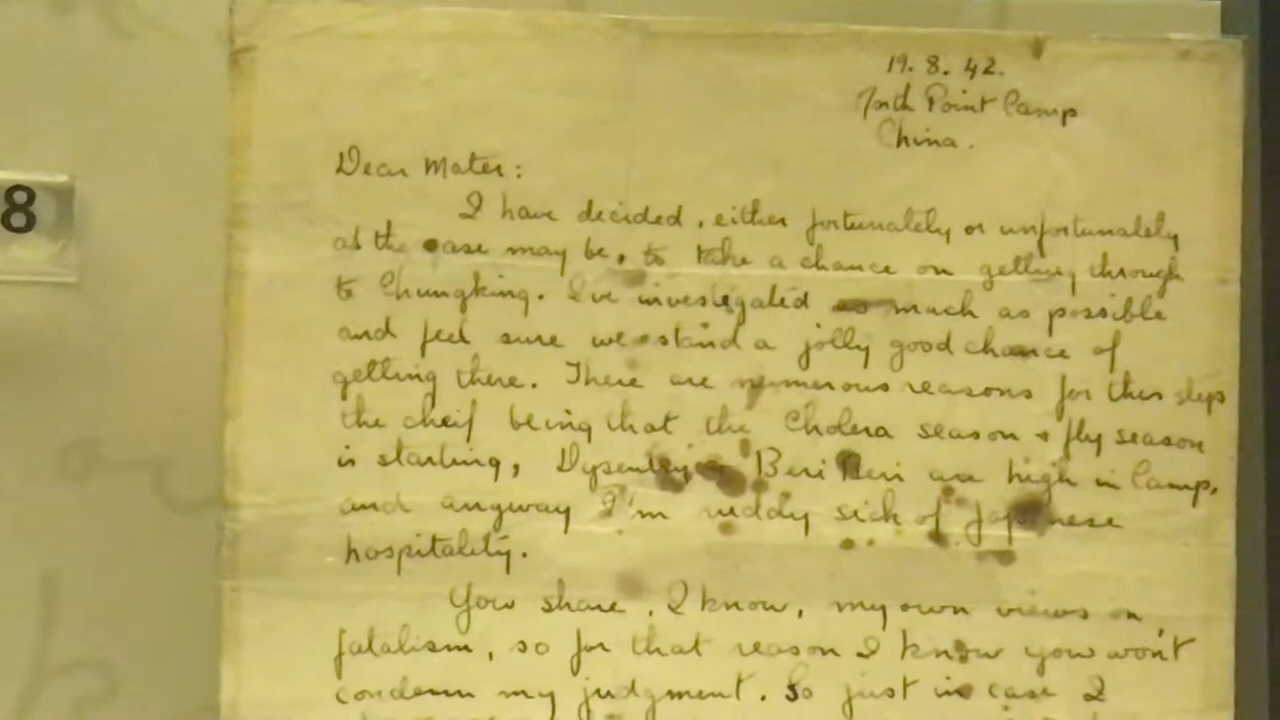 8
19. 8. 42.
North Point Camp
China.
Dear Mater:
I have decided, either fortunately or unfortunately
as the case may be, to take a chance on getting through
to Chungking. I've investigated as much as possible
and feel sure we stand a jolly good chance of
getting there. There are numerous reasons for this step
the cheif being that the Cholera season + fly season
is starting, Dysentry Beri Beri are high in Camp,
and anyway I'm ruddy sick of Japanese
hospitality.
You share, I know, my own views on
fatalism, so for that reason I know you won't
condemn my judgment. So just in case I